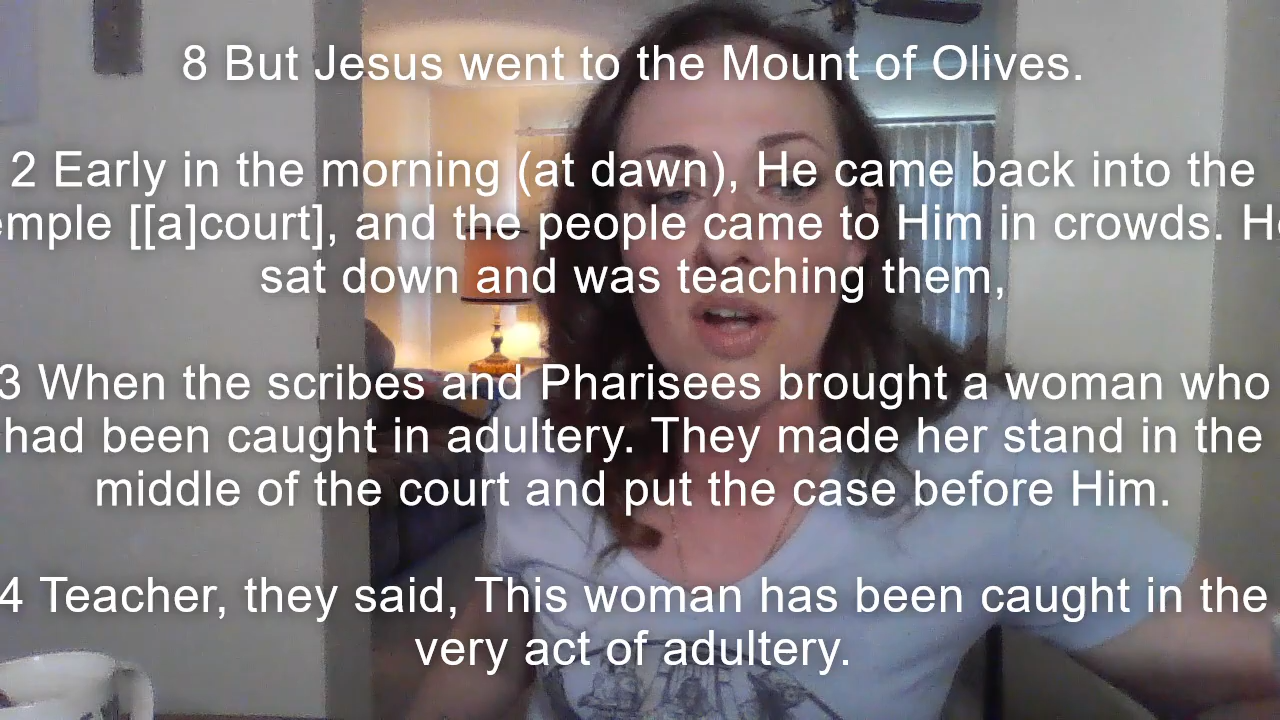 8 But Jesus went to the Mount of Olives.
2 Early in the morning (at dawn), He came back into the
emple [[a]court], and the people came to Him in crowds. He
sat down and was teaching them,
3 When the scribes and Pharisees brought a woman who
had been caught in adultery. They made her stand in the
middle of the court and put the case before Him.
4 Teacher, they said, This woman has been caught in the
very act of adultery.